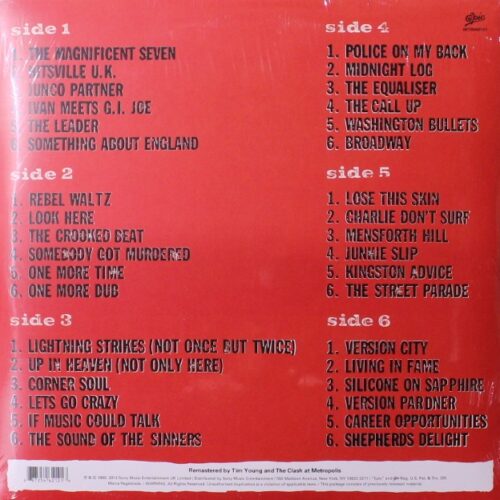 Epic
side 1
1. THE MAGNIFICENT SEVEN
HITSVILLE U.K.
JUNCO PARTNER
IVAN MEETS G.I. JOE
5. THE LEADER
6. SOMETHING ABOUT ENGLAND
side 2
1. REBEL WALTZ
2. LOOK HERE
3. THE CROOKED BEAT
4. SOMEBODY GOT MURDERED
5. ONE MORE TIME
6. ONE MORE DUB
side 3
1. LIGHTNING STRIKES (NOT ONCE BUT TWICE)
2. UP IN HEAVEN (NOT ONLY HERE)
3. CORNER SOUL
4. LETS GO CRAZY
5. IF MUSIC COULD TALK
6. THE SOUND OF THE SINNERS
side 4
1. POLICE ON MY BACK
2. MIDNIGHT LOG
3. THE EQUALISER
4. THE CALL UP
5. WASHINGTON BULLETS
6. BROADWAY
side 5
1. LOSE THIS SKIN
2. CHARLIE DON'T SURF
3. MENSFORTH HILL
4. JUNKIE SLIP
5. KINGSTON ADVICE
6. THE STREET PARADE
side 6
1. VERSION CITY
2. LIVING IN FAME
3. SILICONE ON SAPPHIRE
4. VERSION PARDNER
5. CAREER OPPORTUNITIES
6. SHEPHERDS DELIGHT
Remastered by Tim Young and The Clash at Metropolis